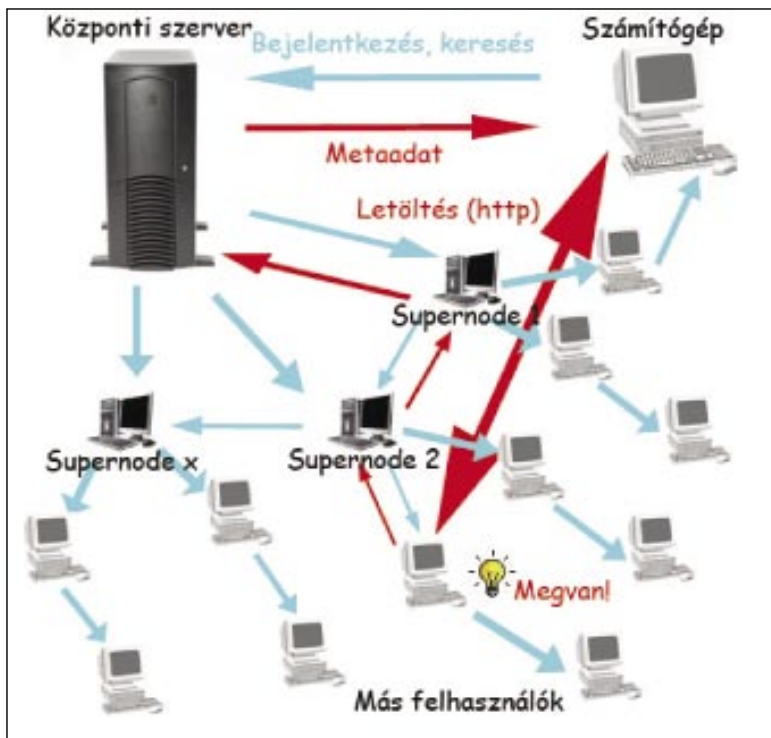 Központi szerver
Bejelentkezés, keresés
Számítógép
Metaadat
Letöltés (http)
Supernode 1
Supernode x
Supernode 2
Megvan!
Más felhasználók